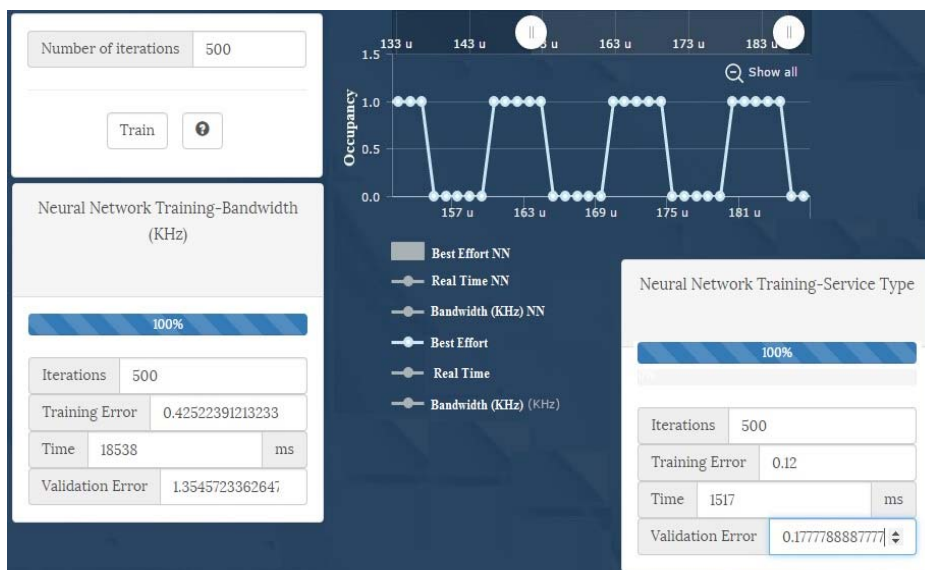 Number of iterations 500
Train
Neural Network Training-Bandwidth
(KHz)
100%
Iterations 500
Training Error 0.42522391213233
Time 18538 ms
Validation Error 1.3545723362647
133 u 143 u u 163 u 173 u 183 u
Show all
Occupancy
1.5
1.0
0.5
0.0
157 u 163 u 169 u 175 u 181 u
Best Effort NN
Real Time NN
Bandwidth (KHz) NN
Best Effort
Real Time
Bandwidth (KHz) (KHz)
Neural Network Training-Service Type
100%
Iterations 500
Training Error 0.12
Time 1517 ms
Validation Error 0.1777788887777